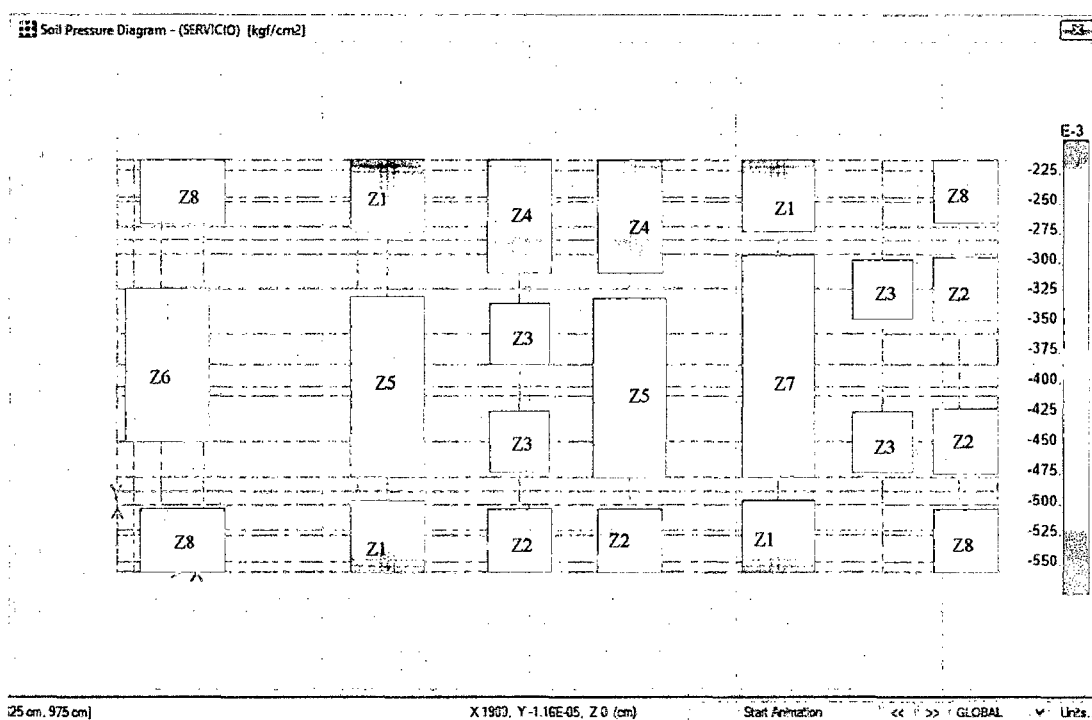 Soil Pressure Diagram - (SERVICIO) [kgf/cm2]
E-3
Z8 Z1 Z4 Z4 Z1 Z8
-225.
-250.
-275.
-300.
-325.
-350.
-375.
-400.
-425.
-450.
-475.
-500.
-525.
-550.
Z3 Z2
Z3
Z6 Z5 Z5 Z7
Z3 Z3 Z2
Z8 Z1 Z2 Z2 Z1 Z8
25 cm, 975 cm] X 1900, Y -1.16E-05, Z 0 (cm) Start Animation << >> GLOBAL Units